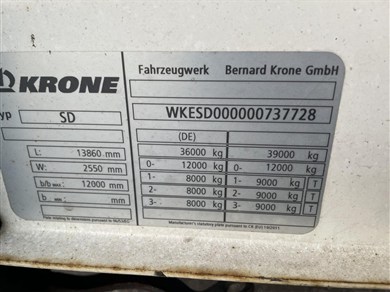 KRONE
Fahrzeugwerk Bernard Krone GmbH
yp SD
WKESD000000737728
(DE)
L: 13860 mm
W: 2550 mm
b/b 12000 mm
b mm
36000 kg 39000 kg
0- 12000 kg 0- 12000 kg
1- 8000 kg 1- 9000 kg T
2- 8000 kg 2- 9000 kg T
3- 8000 kg 3- 9000 kg T